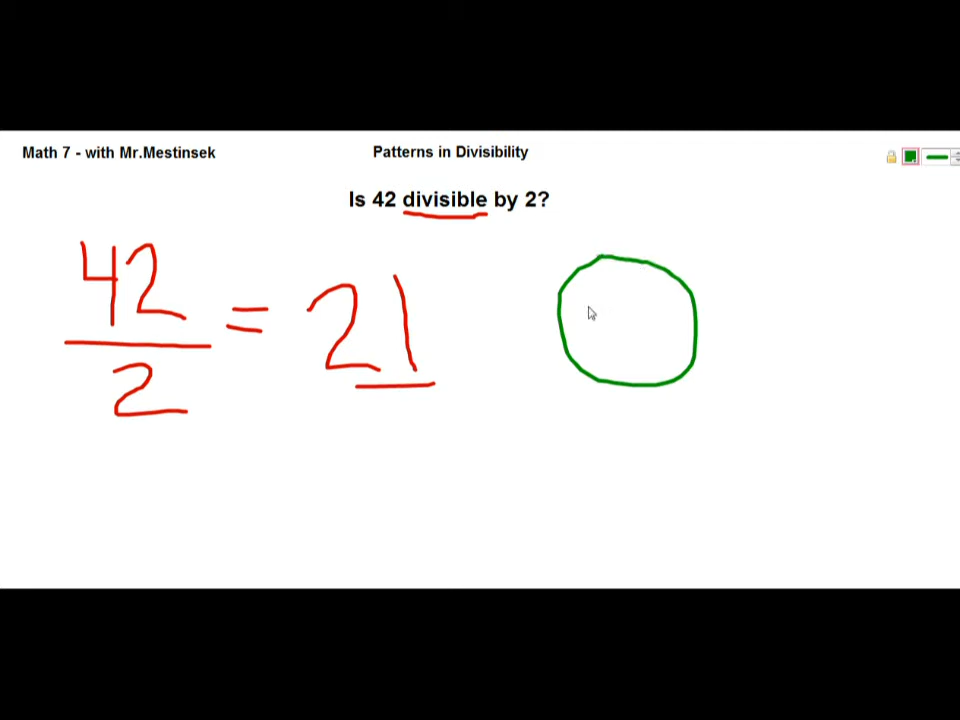 Math 7 - with Mr.Mestinsek
Patterns in Divisibility
Is 42 divisible by 2?
42
= 21
2